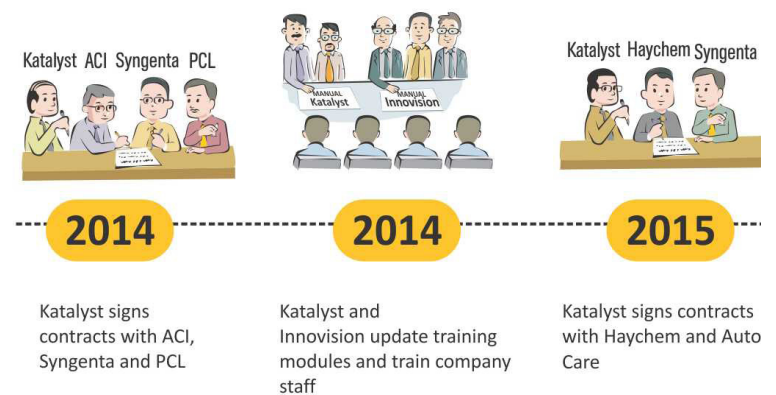 Katalyst ACI Syngenta PCL
MANUAL
Katalyst
MANUAL
Innovision
Katalyst Haychem Syngenta
2014
2014
2015
Katalyst signs
contracts with ACI,
Syngenta and PCL
Katalyst and
Innovision update training
modules and train company
staff
Katalyst signs contracts
with Haychem and Auto
Care